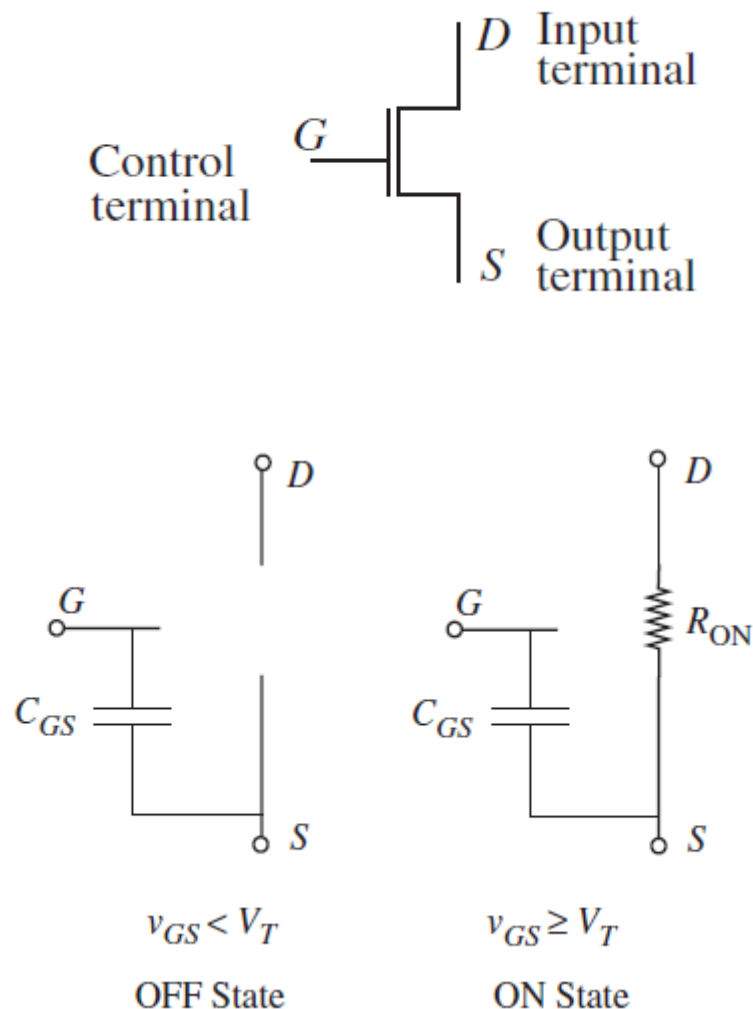 D Input
terminal
G
Control
terminal
S Output
terminal
D
G
C_GS
S
v_GS < V_T
OFF State
D
G
R_ON
C_GS
S
v_GS ≥ V_T
ON State